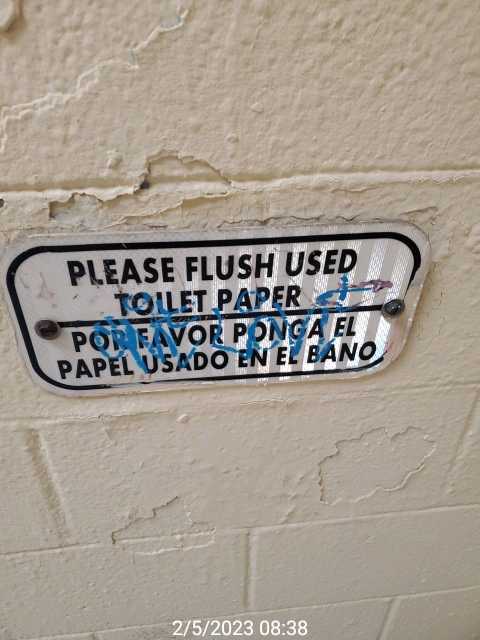 PLEASE FLUSH USED
TOILET PAPER
POR FAVOR PONGA EL
PAPEL USADO EN EL BANO
2/5/2023 08:38